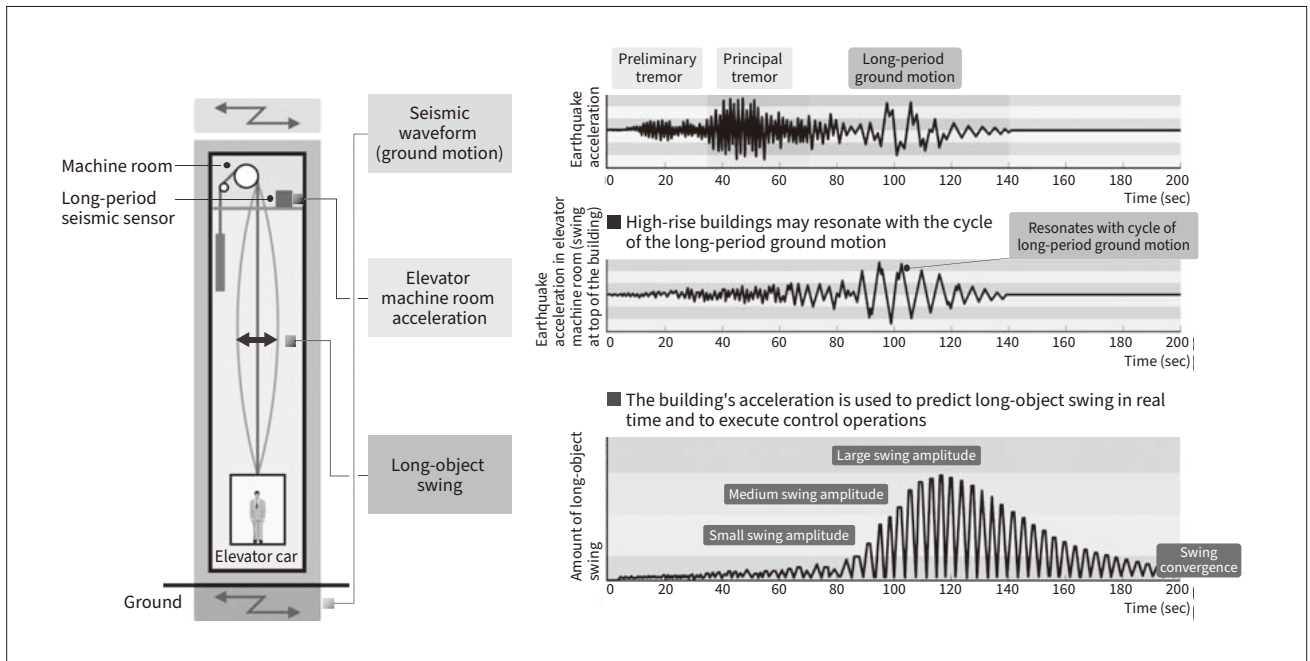 Machine room
Long-period
seismic sensor
Elevator car
Ground
Seismic
waveform
(ground motion)
Elevator
machine room
acceleration
Long-object
swing
Preliminary
tremor
Principal
tremor
Long-period
ground motion
Earthquake
acceleration
0 20 40 60 80 100 120 140 160 180 200
Time (sec)
High-rise buildings may resonate with the cycle
of the long-period ground motion
Resonates with cycle of
long-period ground motion
Earthquake
acceleration in elevator
machine room (swing
at top of the building)
0 20 40 60 80 100 120 140 160 180 200
Time (sec)
The building's acceleration is used to predict long-object swing in real
time and to execute control operations
Amount of long-object
swing
Large swing amplitude
Medium swing amplitude
Small swing amplitude
Swing
convergence
20 40 60 80 100 120 140 160 180 200
Time (sec)